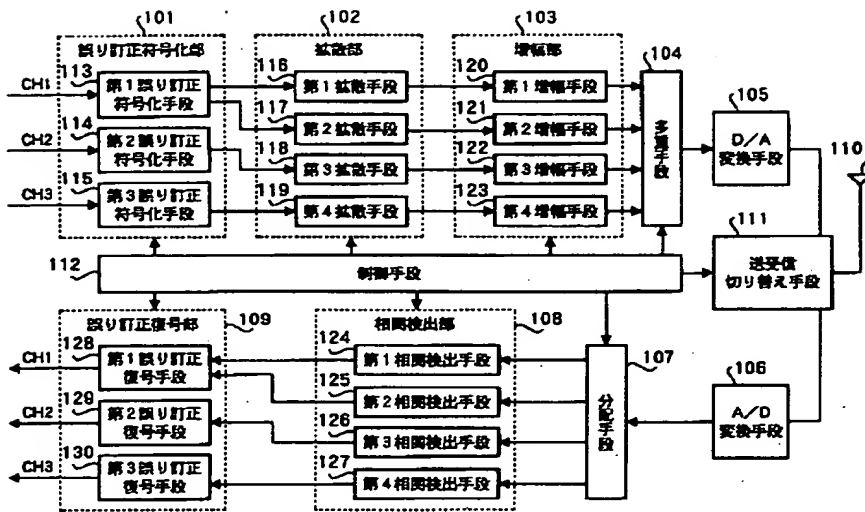 101
102
103
誤り訂正符号化部
拡散部
増幅部
104
113
116
120
CH1
第1誤り訂正
符号化手段
第1拡散手段
第1増幅手段
105
117
121
第2拡散手段
第2増幅手段
多重手段
D/A
変換手段
110
114
118
122
CH2
第2誤り訂正
符号化手段
第3拡散手段
第3増幅手段
115
119
123
CH3
第3誤り訂正
符号化手段
第4拡散手段
第4増幅手段
111
112
制御手段
送受信
切り替え手段
誤り訂正復号部
109
相関検出部
108
128
124
107
CH1
第1誤り訂正
復号手段
第1相関検出手段
106
125
第2相関検出手段
分配手段
A/D
変換手段
129
126
CH2
第2誤り訂正
復号手段
第3相関検出手段
130
127
CH3
第3誤り訂正
復号手段
第4相関検出手段